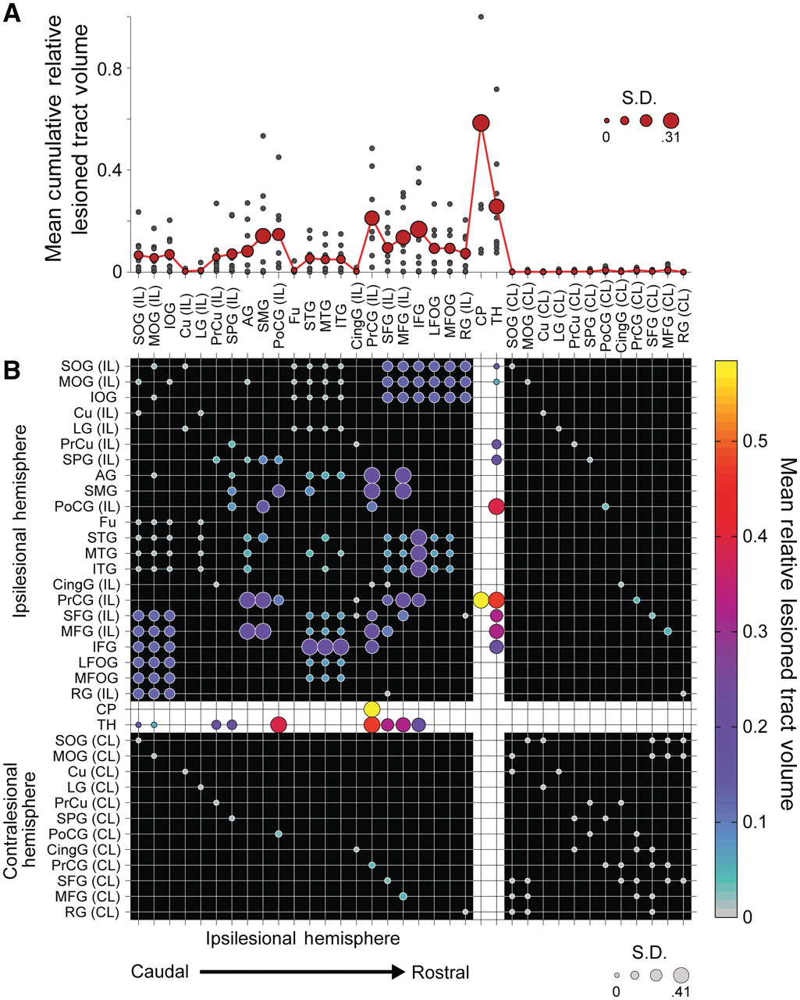 A
Mean cumulative relative
lesioned tract volume
0.8
0.4
0
S.D.
0 .31
SOG (IL)
MOG (IL)
IOG
Cu (IL)
LG (IL)
PrCu (IL)
SPG (IL)
AG
SMG
PoCG (IL)
Fu
STG
MTG
ITG
CingG (IL)
PrCG (IL)
SFG (IL)
MFG (IL)
IFG
LFOG
MFOG
RG (IL)
CP
TH
SOG (CL)
MOG (CL)
Cu (CL)
LG (CL)
PrCu (CL)
SPG (CL)
PoCG (CL)
CingG (CL)
PrCG (CL)
SFG (CL)
MFG (CL)
RG (CL)
B
Ipsilesional hemisphere
SOG (IL)
MOG (IL)
IOG
Cu (IL)
LG (IL)
PrCu (IL)
SPG (IL)
AG
SMG
PoCG (IL)
Fu
STG
MTG
ITG
CingG (IL)
PrCG (IL)
SFG (IL)
MFG (IL)
IFG
LFOG
MFOG
RG (IL)
CP
TH
Contralesional
hemisphere
SOG (CL)
MOG (CL)
Cu (CL)
LG (CL)
PrCu (CL)
SPG (CL)
PoCG (CL)
CingG (CL)
PrCG (CL)
SFG (CL)
MFG (CL)
RG (CL)
0.5
0.4
0.3
0.2
0.1
0
Mean relative lesioned tract volume
Ipsilesional hemisphere
Caudal Rostral
S.D.
0 .41